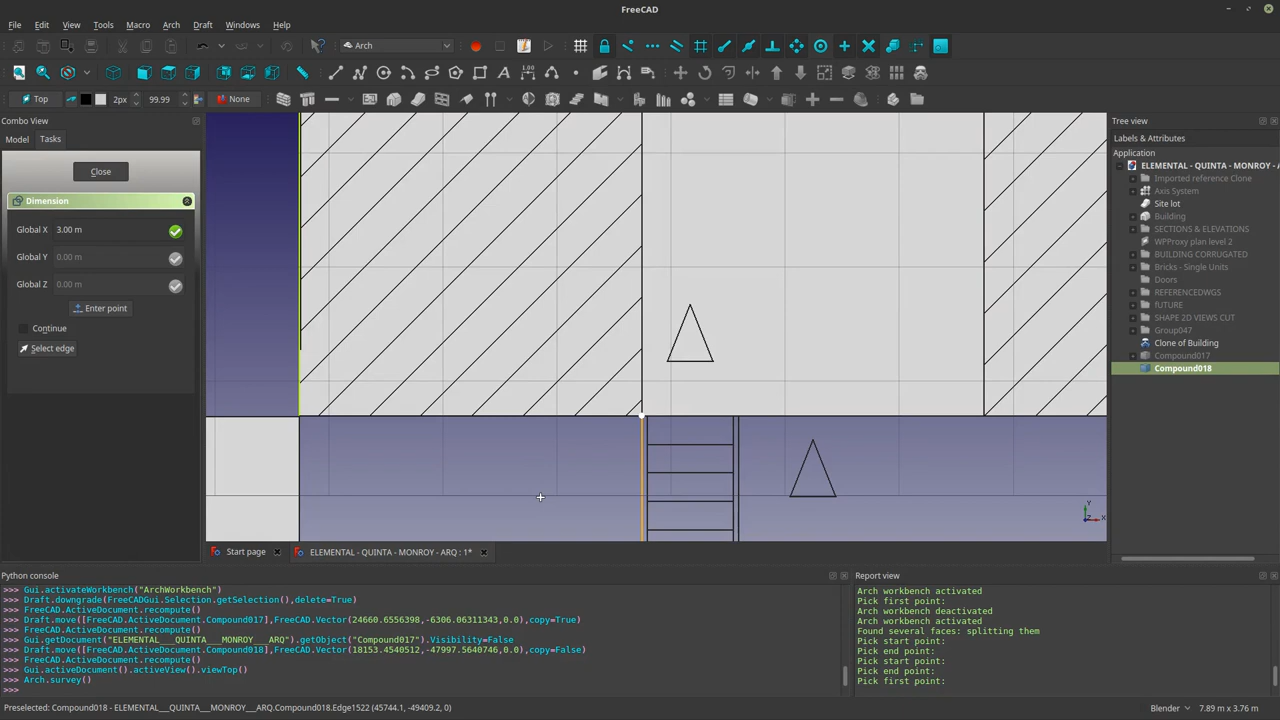 FreeCAD
File Edit View Tools Macro Arch Draft Windows Help
Arch
Top 2px 99.99 None
Combo View
Model Tasks
Close
Dimension
Global X 3.00 m
Global Y 0.00 m
Global Z 0.00 m
Enter point
Continue
Select edge
Tree view
Labels & Attributes
Application
ELEMENTAL - QUINTA - MONROY - A
Imported reference Clone
Axis System
Site lot
Building
SECTIONS & ELEVATIONS
WPProxy plan level 2
BUILDING CORRUGATED
Bricks - Single Units
Doors
REFERENCEDWGS
fUTURE
SHAPE 2D VIEWS CUT
Group047
Clone of Building
Compound017
Compound018
Y
Z X
Start page ELEMENTAL - QUINTA - MONROY - ARQ : 1*
Python console
>>> Gui.activateWorkbench("ArchWorkbench")
>>> Draft.downgrade(FreeCADGui.Selection.getSelection(),delete=True)
>>> FreeCAD.ActiveDocument.recompute()
>>> Draft.move([FreeCAD.ActiveDocument.Compound017],FreeCAD.Vector(24660.6556398,-6306.06311343,0.0),copy=True)
>>> FreeCAD.ActiveDocument.recompute()
>>> Gui.getDocument("ELEMENTAL___QUINTA___MONROY___ARQ").getObject("Compound017").Visibility=False
>>> Draft.move([FreeCAD.ActiveDocument.Compound018],FreeCAD.Vector(18153.4540512,-47997.5640746,0.0),copy=False)
>>> FreeCAD.ActiveDocument.recompute()
>>> Gui.activeDocument().activeView().viewTop()
>>> Arch.survey()
>>>
Report view
Arch workbench activated
Pick first point:
Arch workbench deactivated
Arch workbench activated
Found several faces: splitting them
Pick start point:
Pick end point:
Pick start point:
Pick end point:
Pick first point:
Preselected: Compound018 - ELEMENTAL___QUINTA___MONROY___ARQ.Compound018.Edge1522 (45744.1, -49409.2, 0)
Blender 7.89 m x 3.76 m